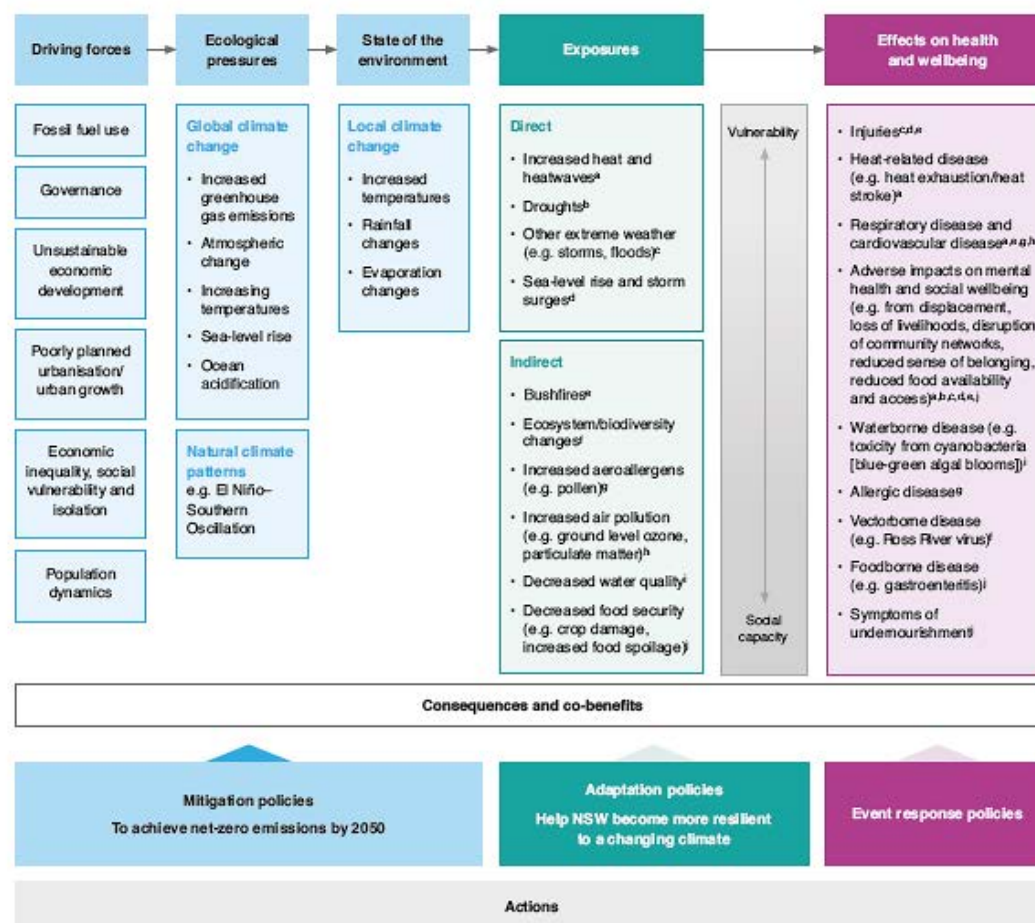 Driving forces
Ecological
pressures
State of the
environment
Exposures
Effects on health
and wellbeing
Fossil fuel use
Governance
Unsustainable
economic
development
Poorly planned
urbanisation/
urban growth
Economic
inequality, social
vulnerability and
isolation
Population
dynamics
Global climate
change
• Increased
greenhouse
gas emissions
• Atmospheric
change
• Increasing
temperatures
• Sea-level rise
• Ocean
acidification
Natural climate
patterns
e.g. El Niño–
Southern
Oscillation
Local climate
change
• Increased
temperatures
• Rainfall
changes
• Evaporation
changes
Direct
• Increased heat and
heatwavesᵃ
• Droughtsᵇ
• Other extreme weather
(e.g. storms, floods)ᶜ
• Sea-level rise and storm
surgesᵈ
Indirect
• Bushfiresᵉ
• Ecosystem/biodiversity
changesᶠ
• Increased aeroallergens
(e.g. pollen)ᵍ
• Increased air pollution
(e.g. ground level ozone,
particulate matter)ʰ
• Decreased water qualityⁱ
• Decreased food security
(e.g. crop damage,
increased food spoilage)ʲ
Vulnerability
Social
capacity
• Injuriesᶜ,ᵈ,ᵉ
• Heat-related disease
(e.g. heat exhaustion/heat
stroke)ᵃ
• Respiratory disease and
cardiovascular diseaseᵃ,ᵉ,ᵍ,ʰ
• Adverse impacts on mental
health and social wellbeing
(e.g. from displacement,
loss of livelihoods, disruption
of community networks,
reduced sense of belonging,
reduced food availability
and access)ᵃ,ᵇ,ᶜ,ᵈ,ᵉ,ʲ
• Waterborne disease (e.g.
toxicity from cyanobacteria
[blue-green algal blooms])ⁱ
• Allergic diseaseᵍ
• Vectorborne disease
(e.g. Ross River virus)ᶠ
• Foodborne disease
(e.g. gastroenteritis)ʲ
• Symptoms of
undernourishmentʲ
Consequences and co-benefits
Mitigation policies
To achieve net-zero emissions by 2050
Adaptation policies
Help NSW become more resilient
to a changing climate
Event response policies
Actions